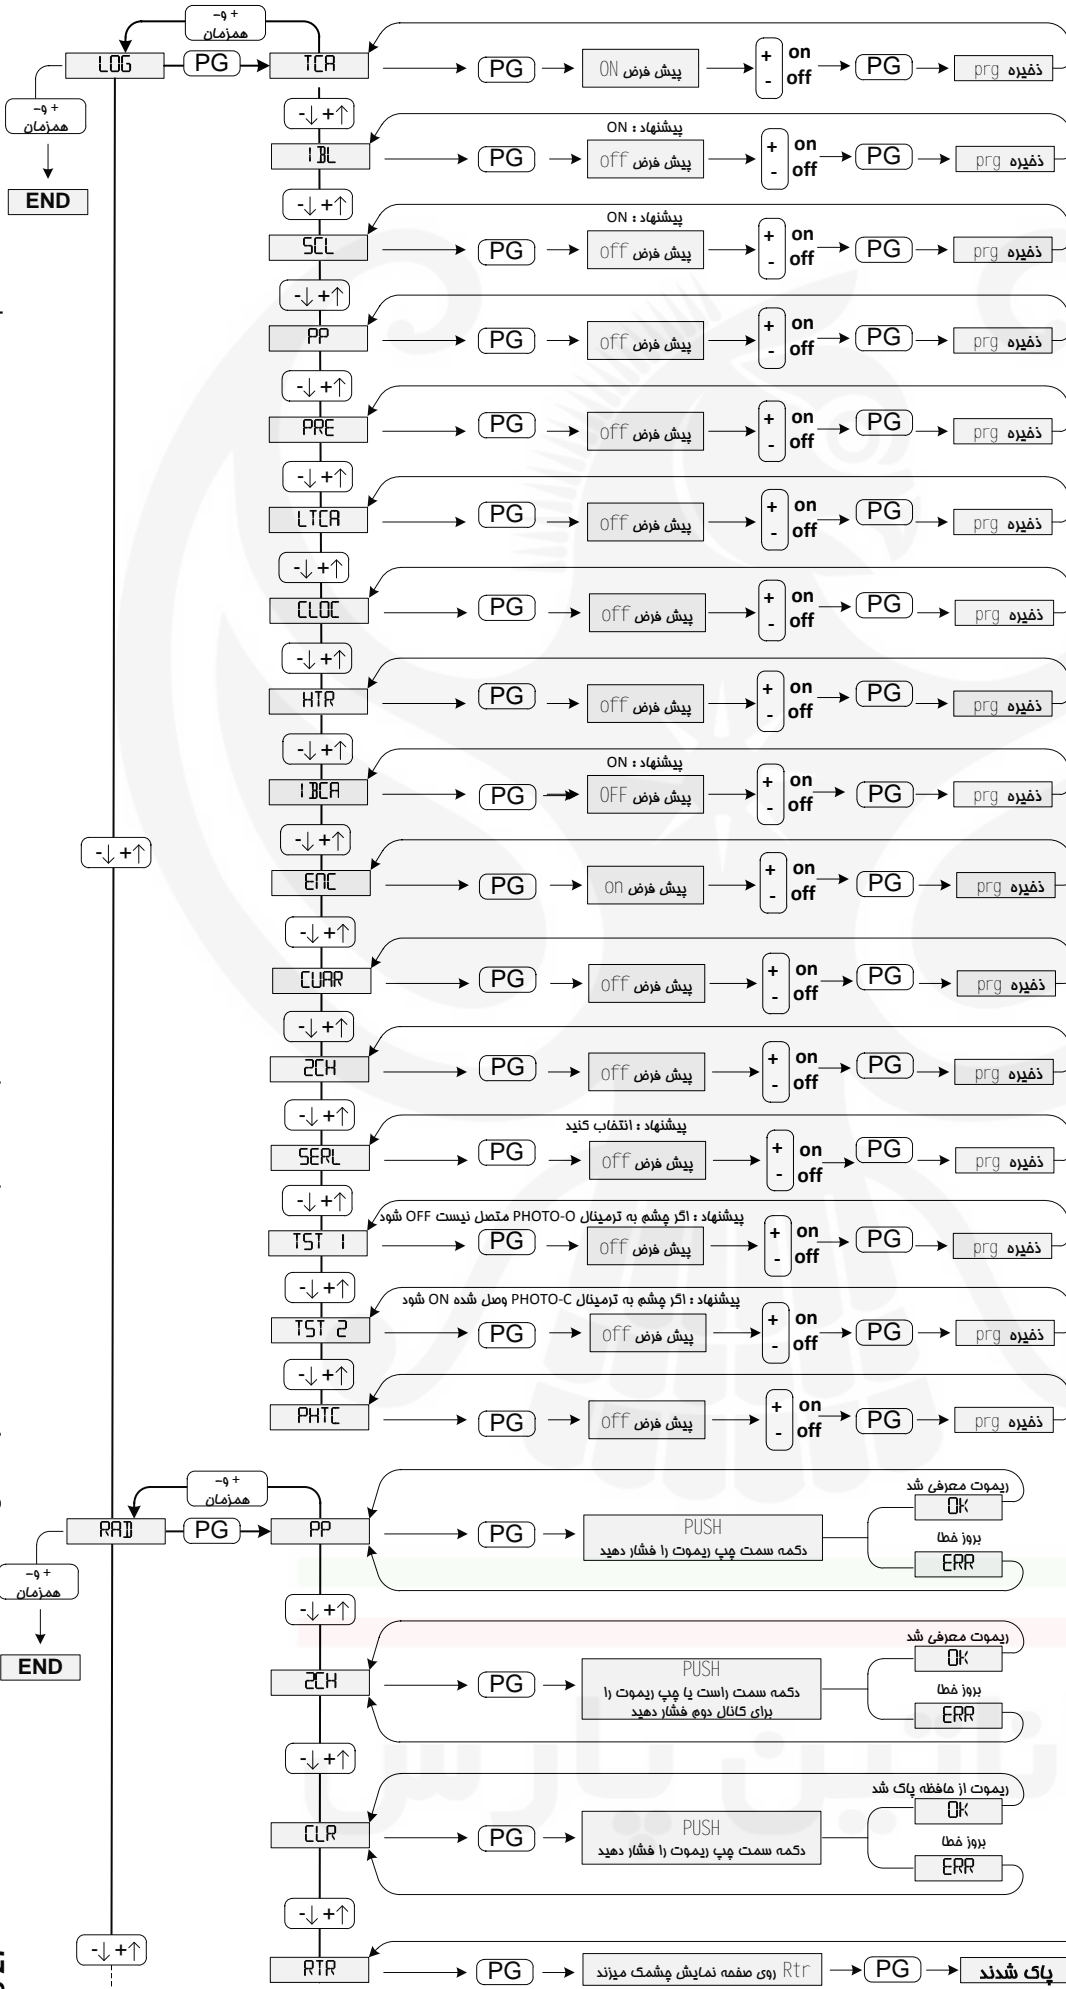 + و-
همزمان
LOG
PG
TCA
PG
پیش فرض ON
+ on
- off
PG
ذخیره prg
+ و-
همزمان
END
-↓+↑
پیشنهاد : ON
1BL
PG
پیش فرض off
+ on
- off
PG
ذخیره prg
-↓+↑
پیشنهاد : ON
SCL
PG
پیش فرض off
+ on
- off
PG
ذخیره prg
-↓+↑
PP
PG
پیش فرض off
+ on
- off
PG
ذخیره prg
-↓+↑
PRE
PG
پیش فرض off
+ on
- off
PG
ذخیره prg
-↓+↑
LTCA
PG
پیش فرض off
+ on
- off
PG
ذخیره prg
-↓+↑
CLOC
PG
پیش فرض off
+ on
- off
PG
ذخیره prg
-↓+↑
HTR
PG
پیش فرض off
+ on
- off
PG
ذخیره prg
-↓+↑
پیشنهاد : ON
1BCA
PG
پیش فرض OFF
+ on
- off
PG
ذخیره prg
-↓+↑
-↓+↑
ENC
PG
پیش فرض on
+ on
- off
PG
ذخیره prg
-↓+↑
CUAR
PG
پیش فرض off
+ on
- off
PG
ذخیره prg
-↓+↑
2CH
PG
پیش فرض off
+ on
- off
PG
ذخیره prg
-↓+↑
پیشنهاد : انتخاب کنید
SERL
PG
پیش فرض off
+ on
- off
PG
ذخیره prg
-↓+↑
پیشنهاد : اگر چشم به ترمینال PHOTO-O متصل نیست OFF شود
TST 1
PG
پیش فرض off
+ on
- off
PG
ذخیره prg
-↓+↑
پیشنهاد : اگر چشم به ترمینال PHOTO-C وصل شده ON شود
TST 2
PG
پیش فرض off
+ on
- off
PG
ذخیره prg
-↓+↑
PHTC
PG
پیش فرض off
+ on
- off
PG
ذخیره prg
+ و-
همزمان
RAD
PG
PP
PG
PUSH
دکمه سمت چپ ریموت را فشار دهید
ریموت معرفی شد
OK
بروز خطا
ERR
+ و-
همزمان
END
-↓+↑
2CH
PG
PUSH
دکمه سمت راست یا چپ ریموت را
برای کانال دوم فشار دهید
ریموت معرفی شد
OK
بروز خطا
ERR
-↓+↑
CLR
PG
PUSH
دکمه سمت چپ ریموت را فشار دهید
ریموت از حافظه پاک شد
OK
بروز خطا
ERR
-↓+↑
-↓+↑
RTR
PG
Rtr روی صفحه نمایش چشمک میزند
PG
پاک شدند
ناتین پارس